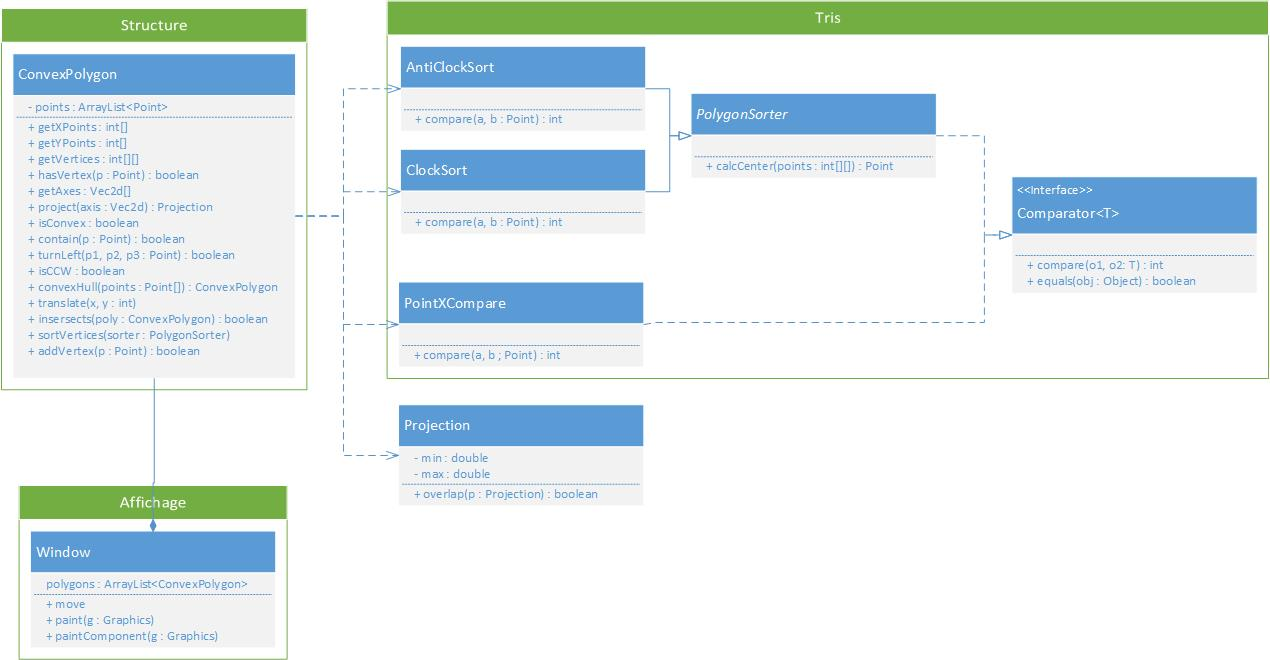 Structure
ConvexPolygon
- points : ArrayList<Point>
+ getXPoints : int[]
+ getYPoints : int[]
+ getVertices : int[][]
+ hasVertex(p : Point) : boolean
+ getAxes : Vec2d[]
+ project(axis : Vec2d) : Projection
+ isConvex : boolean
+ contain(p : Point) : boolean
+ turnLeft(p1, p2, p3 : Point) : boolean
+ isCCW : boolean
+ convexHull(points : Point[]) : ConvexPolygon
+ translate(x, y : int)
+ insersects(poly : ConvexPolygon) : boolean
+ sortVertices(sorter : PolygonSorter)
+ addVertex(p : Point) : boolean
Tris
AntiClockSort
+ compare(a, b : Point) : int
ClockSort
+ compare(a, b : Point) : int
PolygonSorter
+ calcCenter(points : int[][]) : Point
<<Interface>>
Comparator<T>
+ compare(o1, o2: T) : int
+ equals(obj : Object) : boolean
PointXCompare
+ compare(a, b ; Point) : int
Projection
- min : double
- max : double
+ overlap(p : Projection) : boolean
Affichage
Window
polygons : ArrayList<ConvexPolygon>
+ move
+ paint(g : Graphics)
+ paintComponent(g : Graphics)